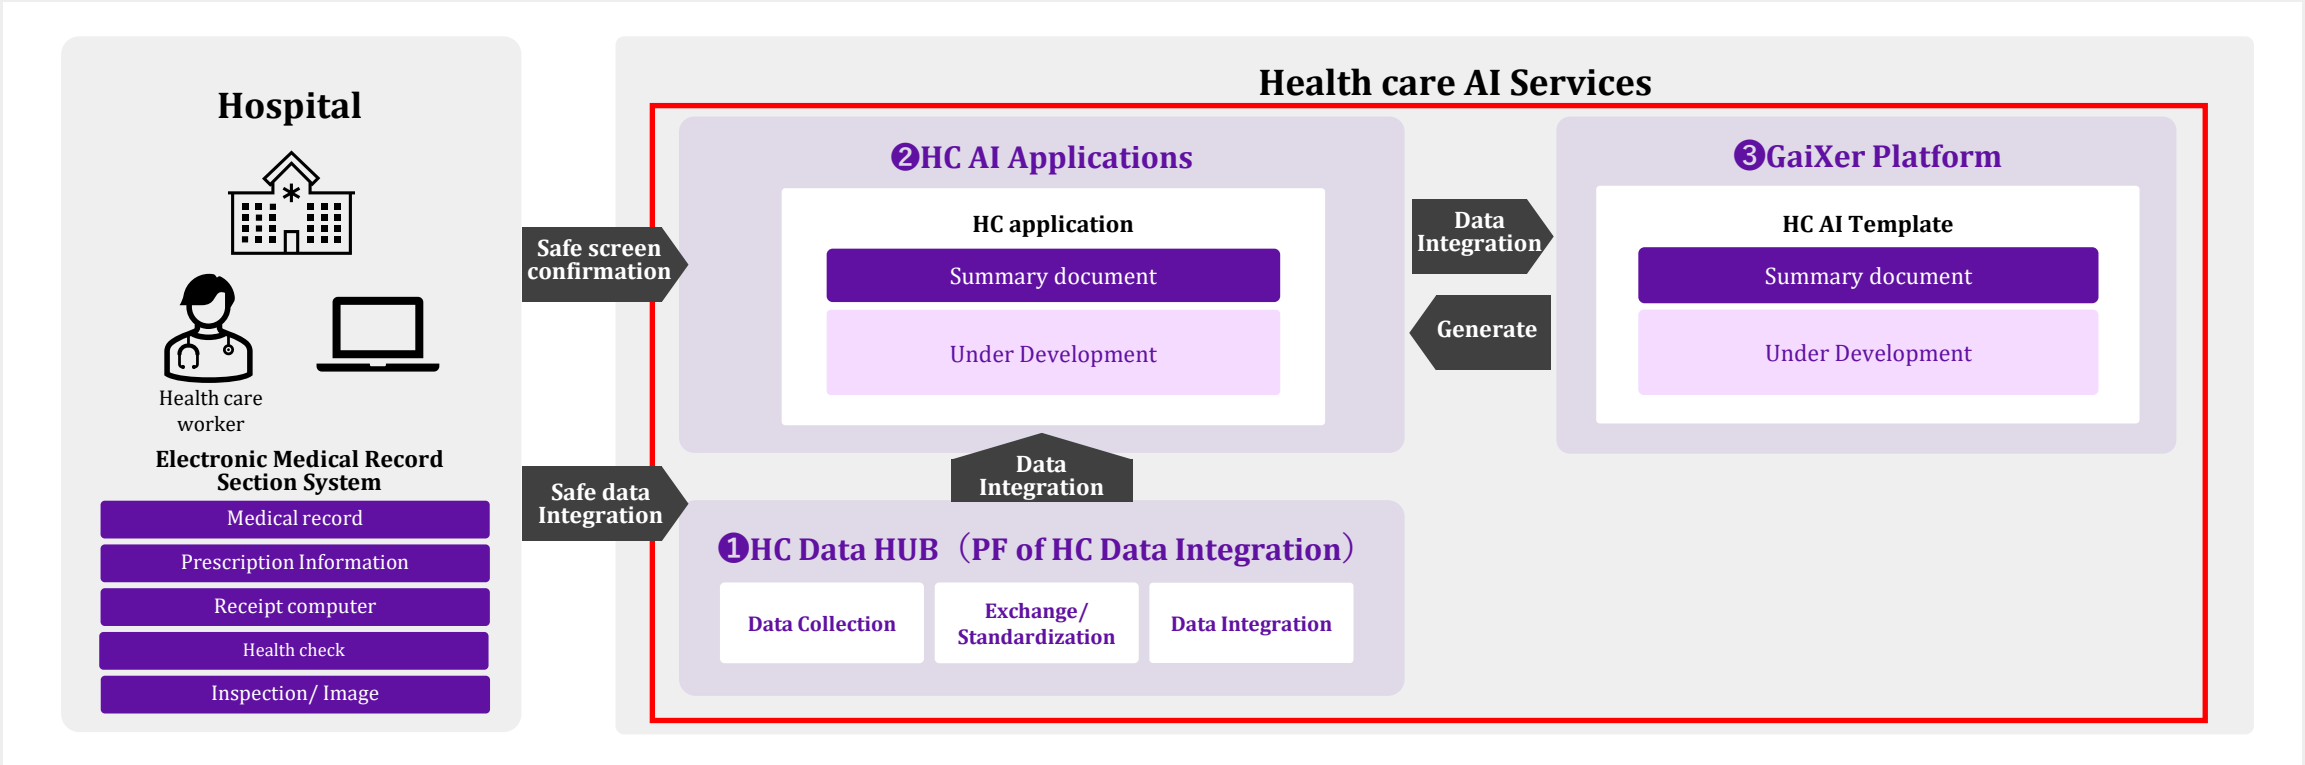 Hospital
Health care
worker
Electronic Medical Record
Section System
Medical record
Prescription Information
Receipt computer
Health check
Inspection/ Image
Safe screen
confirmation
Safe data
Integration
Health care AI Services
❷HC AI Applications
HC application
Summary document
Under Development
Data
Integration
Generate
❸GaiXer Platform
HC AI Template
Summary document
Under Development
Data
Integration
❶HC Data HUB（PF of HC Data Integration）
Data Collection
Exchange/
Standardization
Data Integration